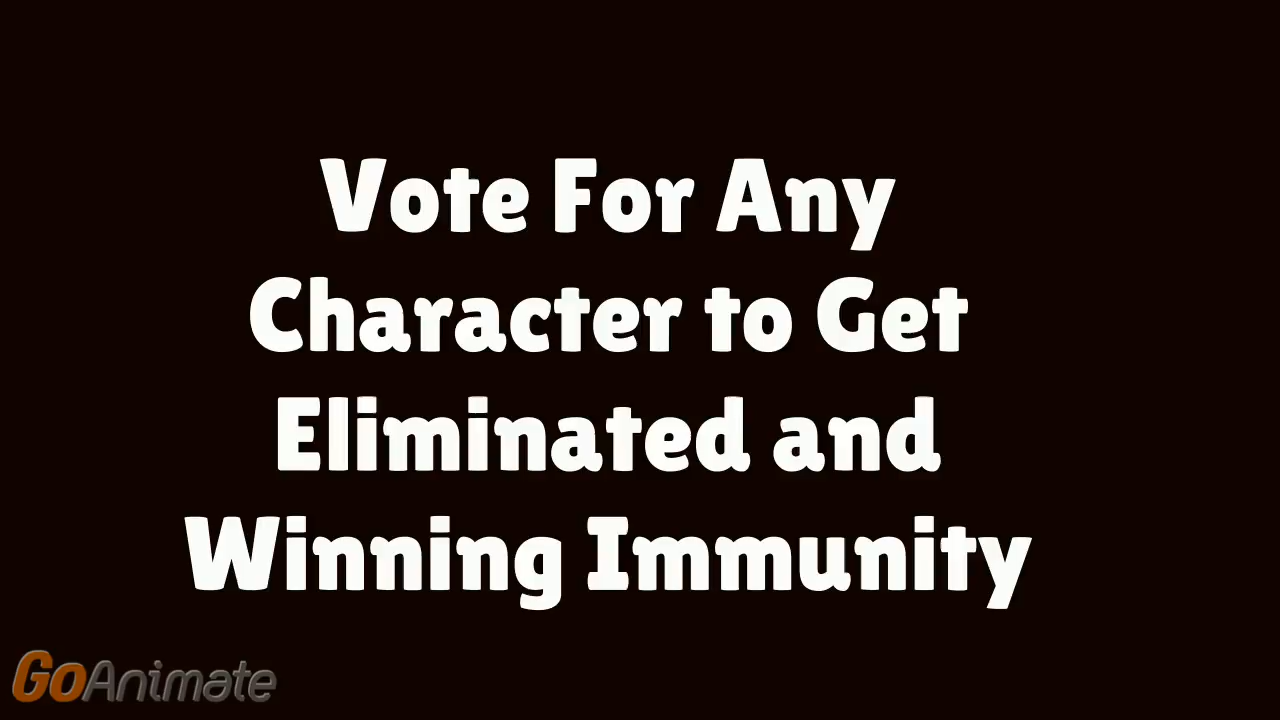 Vote For Any
Character to Get
Eliminated and
Winning Immunity
GoAnimate